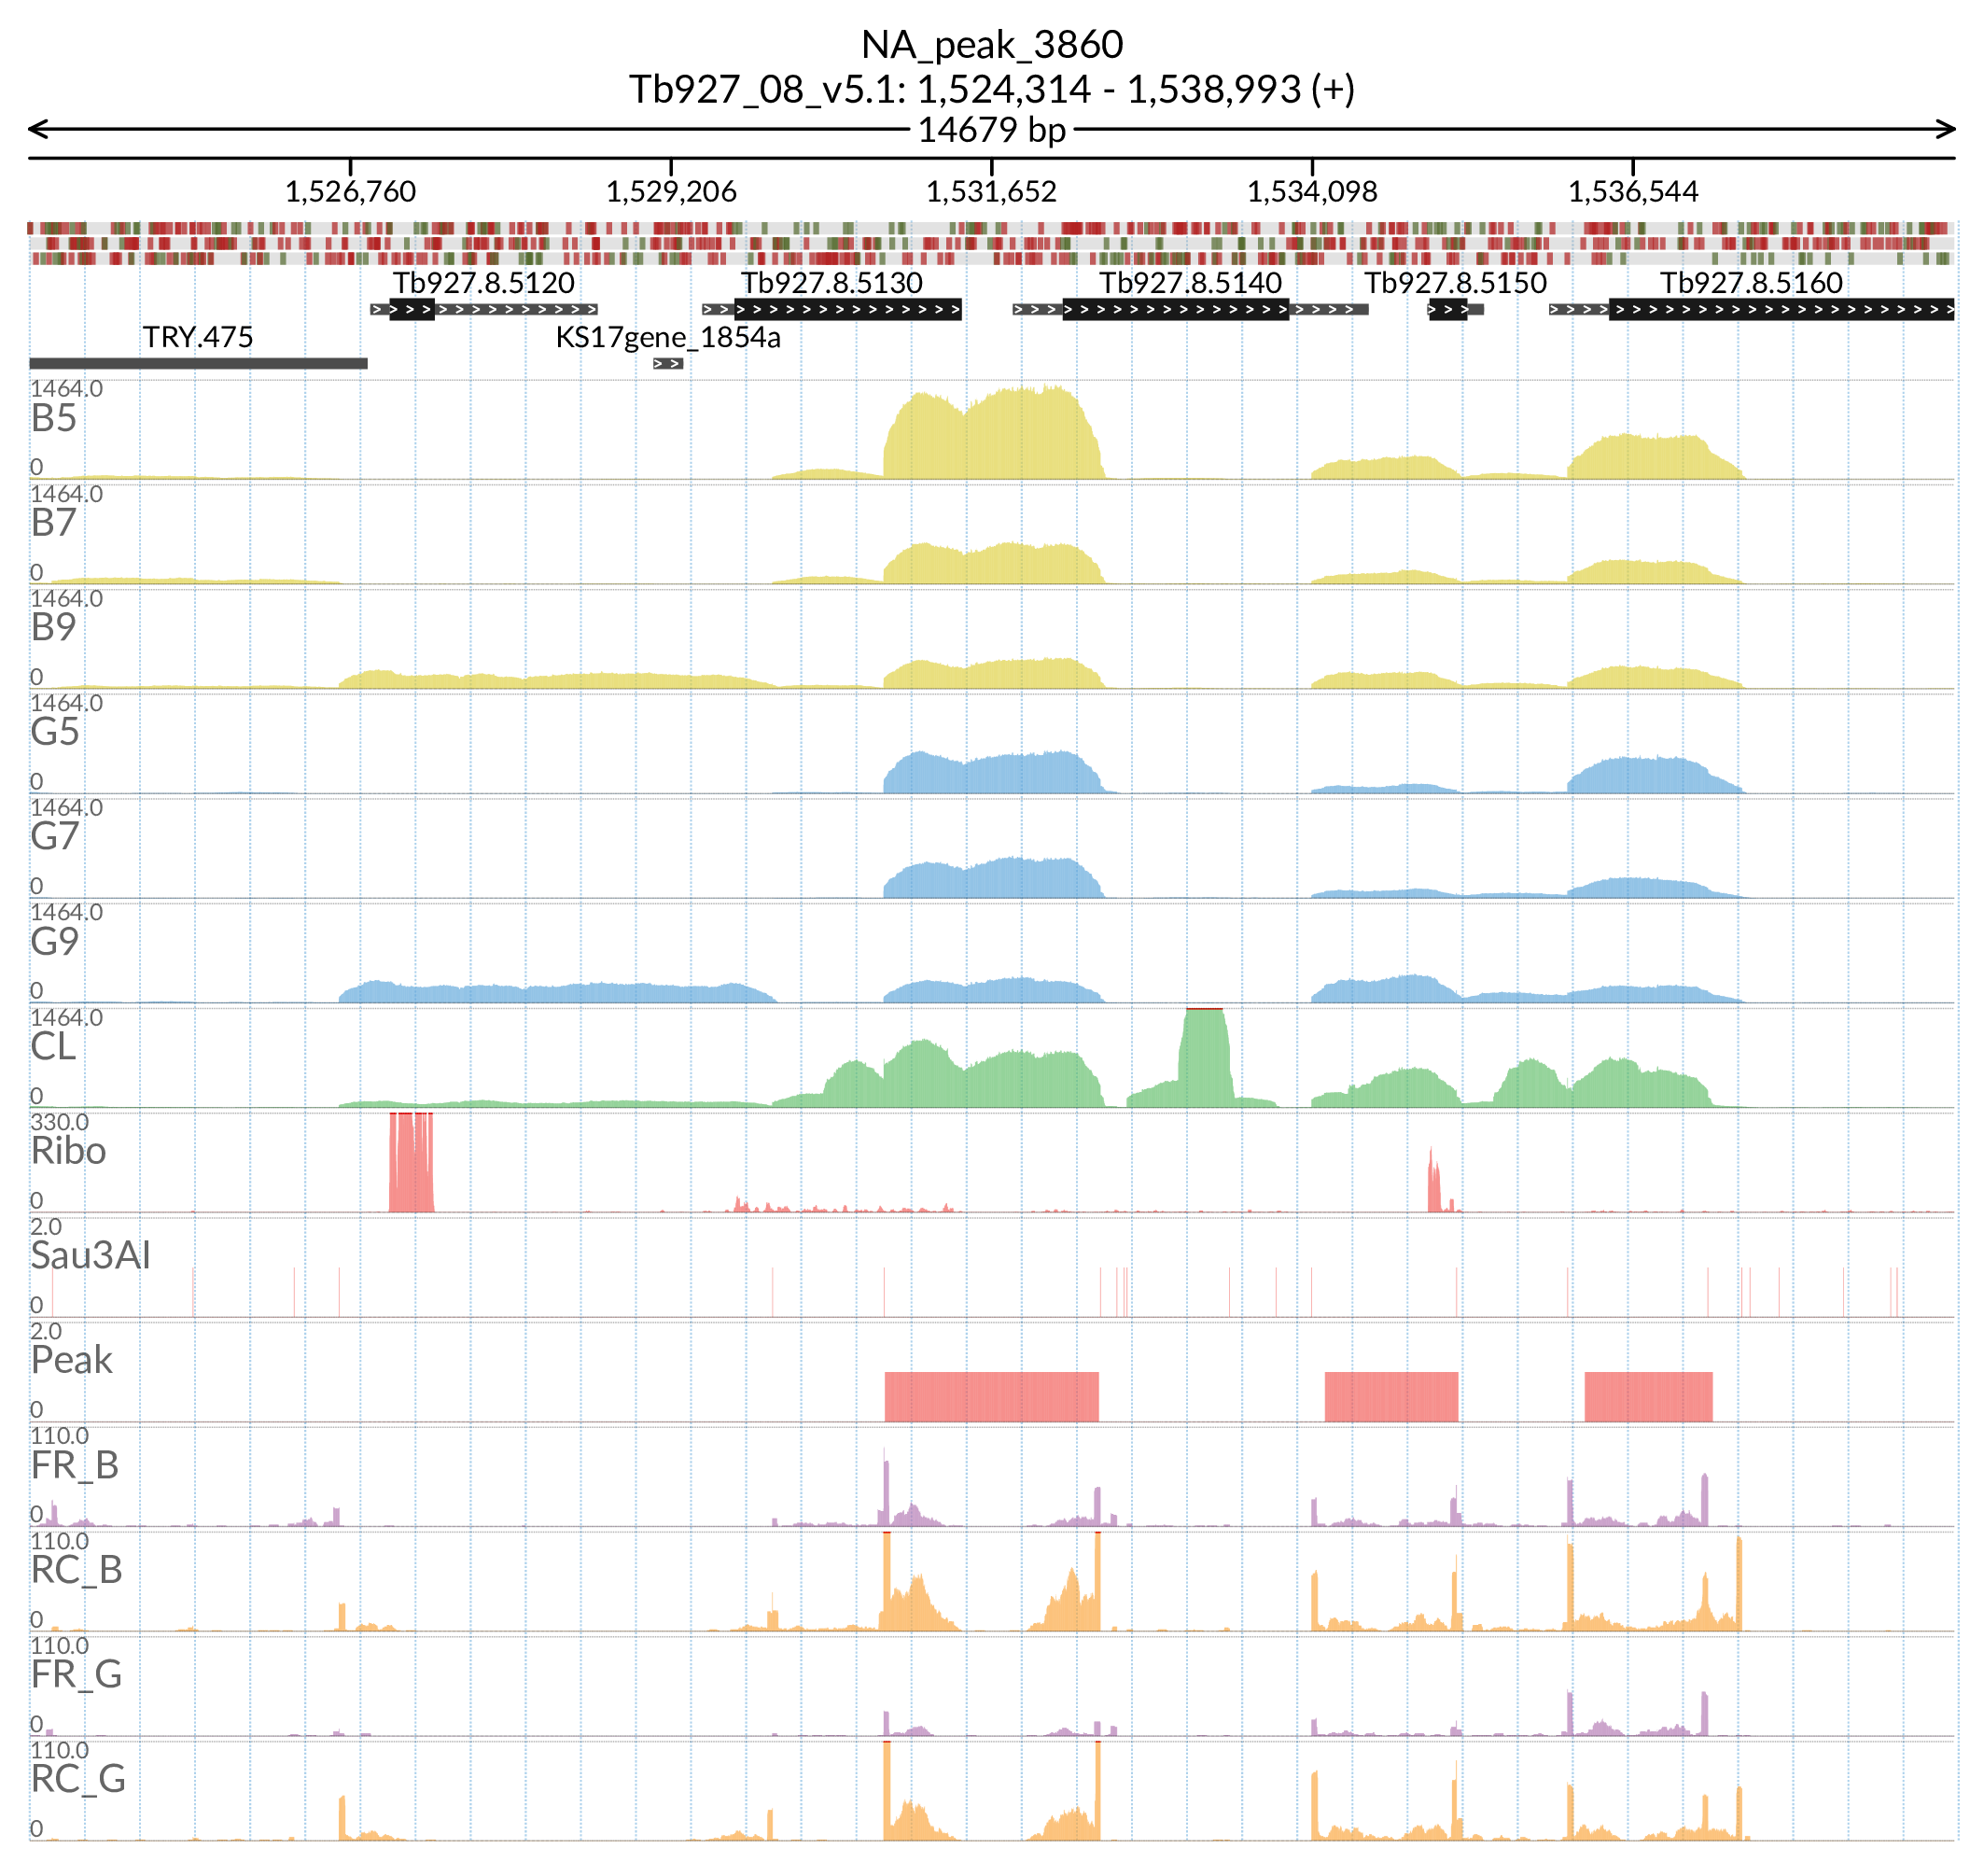 NA_peak_3860
Tb927_08_v5.1: 1,524,314 - 1,538,993 (+)
14679 bp
1,526,760 1,529,206 1,531,652 1,534,098 1,536,544
Tb927.8.5120 Tb927.8.5130 Tb927.8.5140 Tb927.8.5150 Tb927.8.5160
TRY.475 KS17gene_1854a
1464.0
B5
0
1464.0
B7
0
1464.0
B9
0
1464.0
G5
0
1464.0
G7
0
1464.0
G9
0
1464.0
CL
0
330.0
Ribo
0
2.0
Sau3AI
0
2.0
Peak
0
110.0
FR_B
0
110.0
RC_B
0
110.0
FR_G
0
110.0
RC_G
0